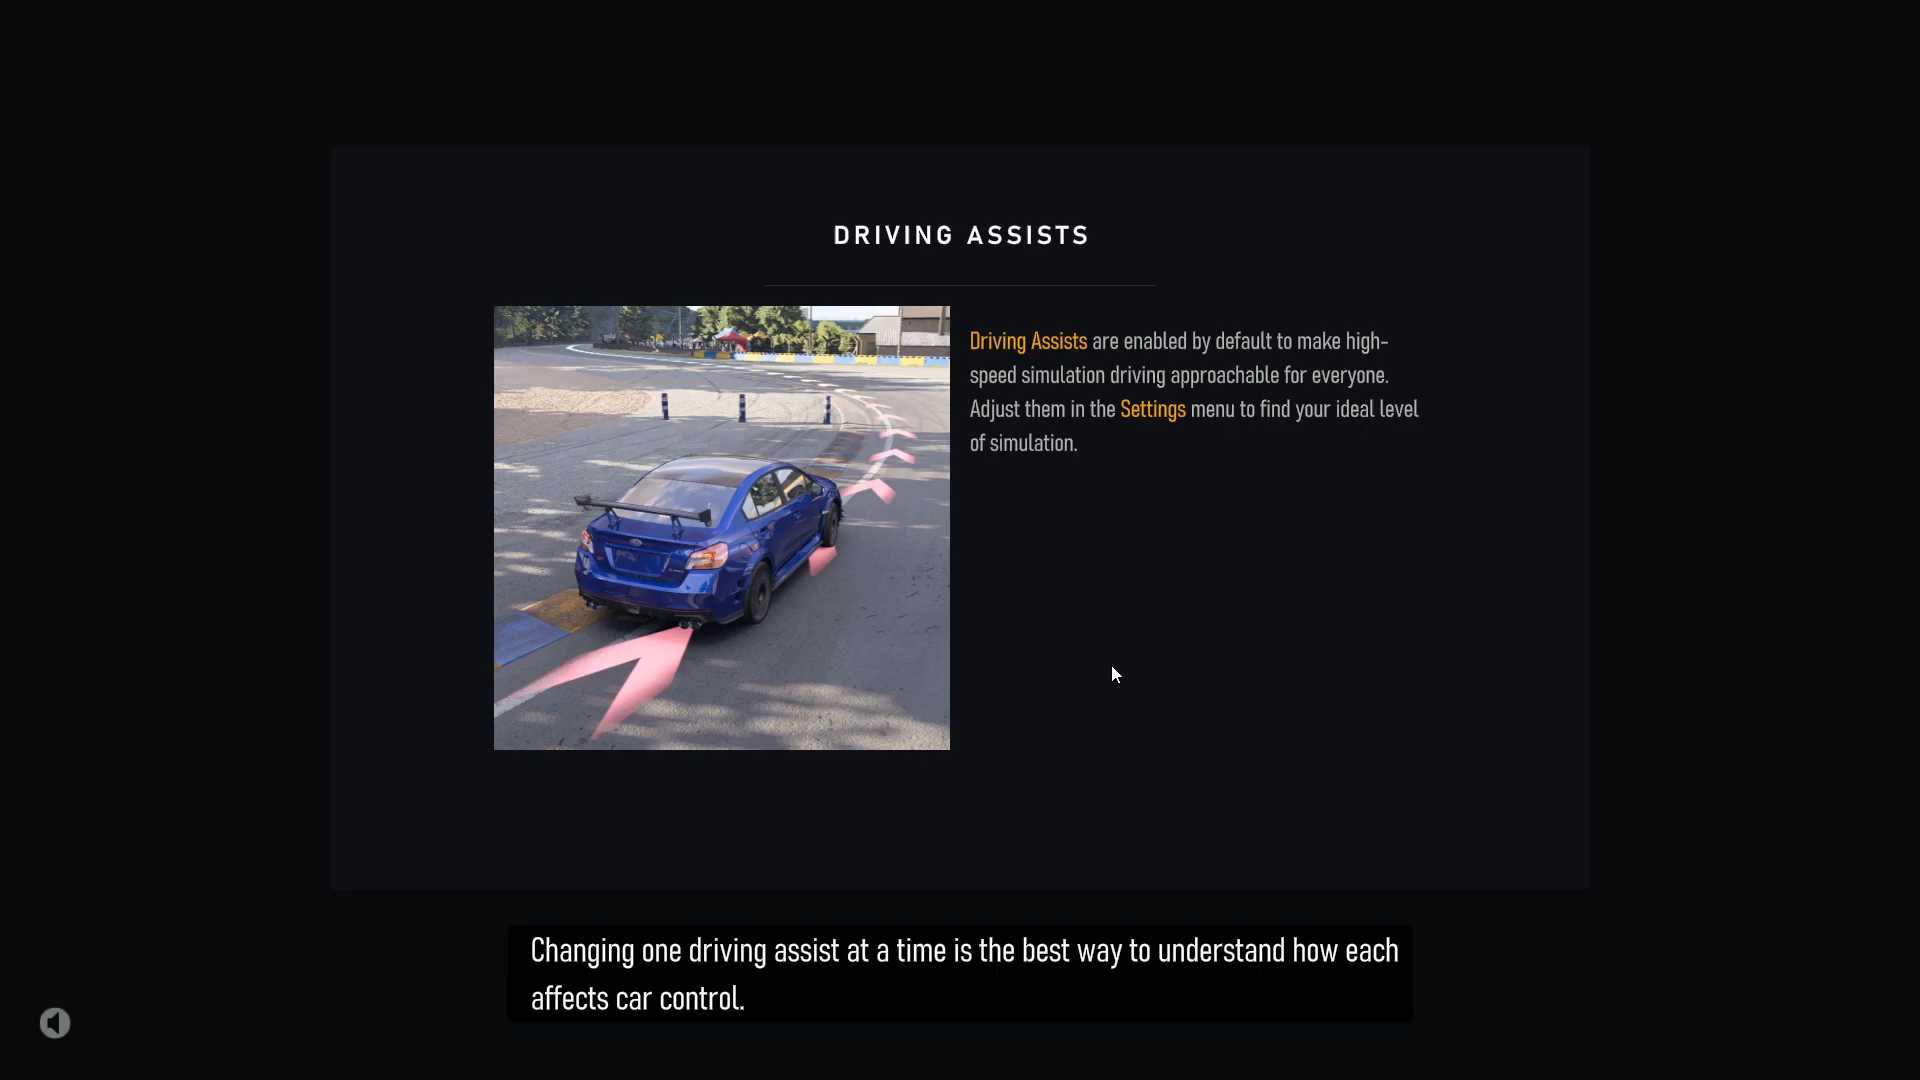 DRIVING ASSISTS
Driving Assists are enabled by default to make high-
speed simulation driving approachable for everyone.
Adjust them in the Settings menu to find your ideal level
of simulation.
Changing one driving assist at a time is the best way to understand how each
affects car control.